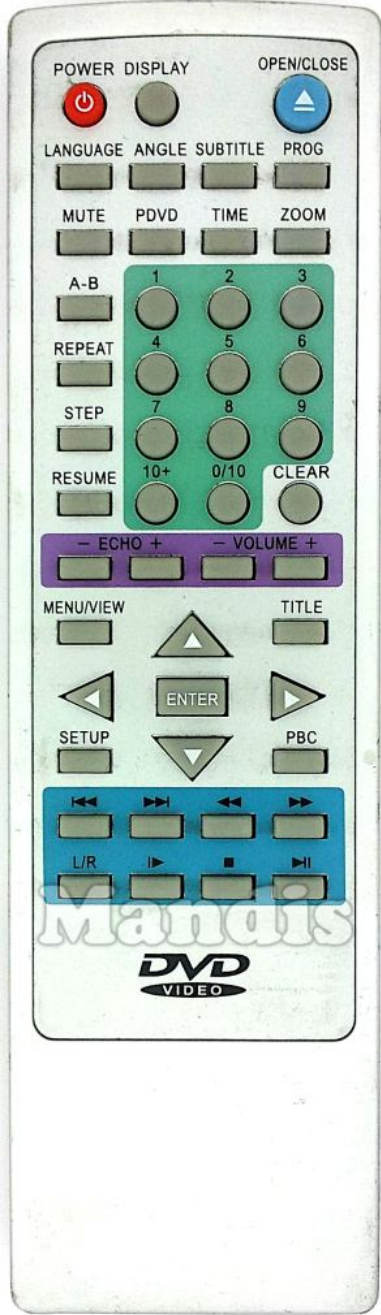 POWER DISPLAY OPEN/CLOSE
LANGUAGE ANGLE SUBTITLE PROG
MUTE PDVD TIME ZOOM
A-B 1 2 3
REPEAT 4 5 6
STEP 7 8 9
RESUME 10+ 0/10 CLEAR
- ECHO + - VOLUME +
MENU/VIEW TITLE
ENTER
SETUP PBC
L/R
Mandis
DVD
VIDEO